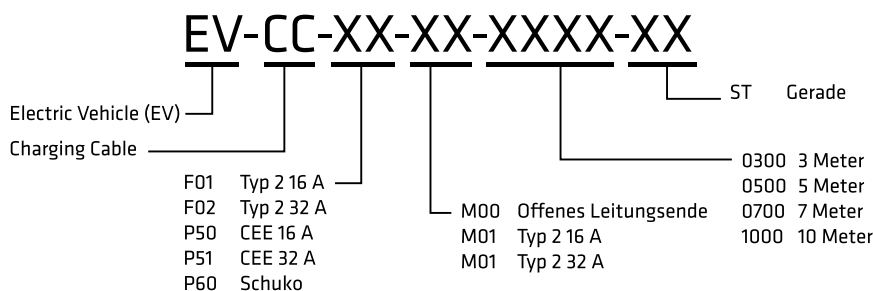 EV-CC-XX-XX-XXXX-XX
Electric Vehicle (EV)
Charging Cable
F01 Typ 2 16 A
F02 Typ 2 32 A
P50 CEE 16 A
P51 CEE 32 A
P60 Schuko
M00 Offenes Leitungsende
M01 Typ 2 16 A
M01 Typ 2 32 A
0300 3 Meter
0500 5 Meter
0700 7 Meter
1000 10 Meter
ST Gerade